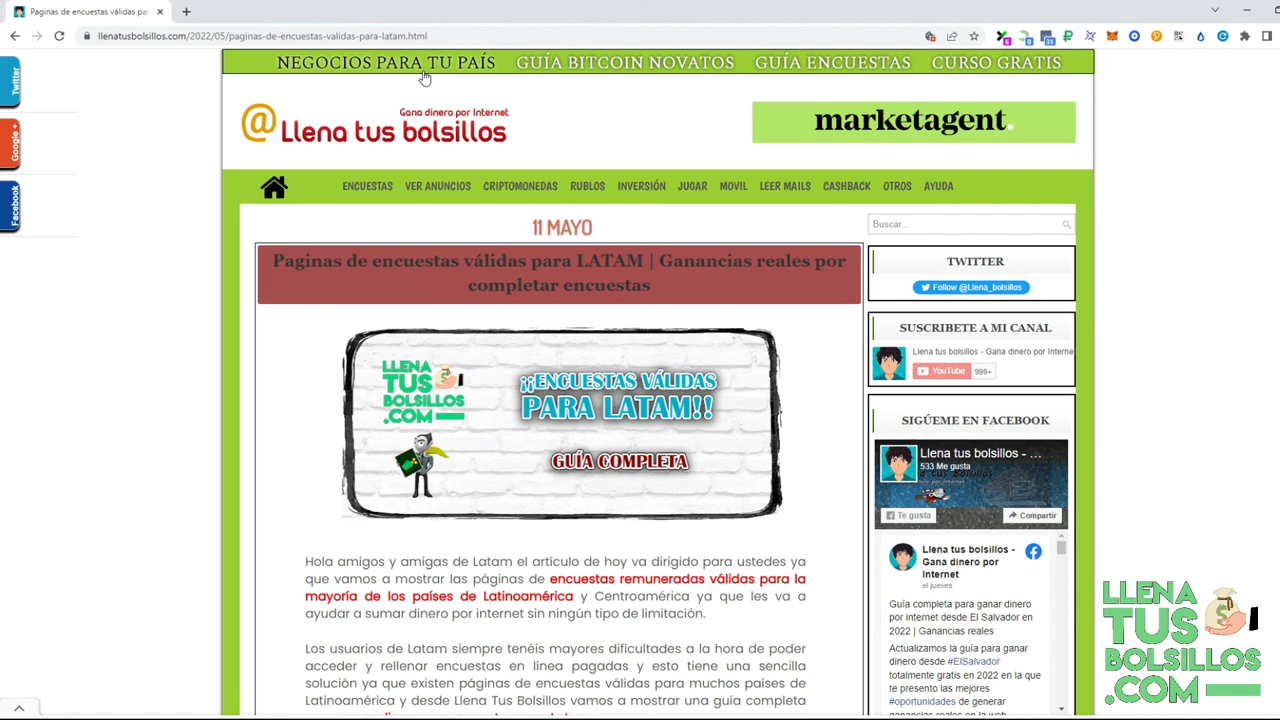 Paginas de encuestas válidas par
llenatusbolsillos.com/2022/05/paginas-de-encuestas-validas-para-latam.html
Twitter
Google +
Facebook
NEGOCIOS PARA TU PAÍS GUÍA BITCOIN NOVATOS GUÍA ENCUESTAS CURSO GRATIS
Gana dinero por Internet
@Llena tus bolsillos
marketagent.
ENCUESTAS VER ANUNCIOS CRIPTOMONEDAS RUBLOS INVERSIÓN JUGAR MOVIL LEER MAILS CASHBACK OTROS AYUDA
11 MAYO
Paginas de encuestas válidas para LATAM | Ganancias reales por
completar encuestas
LLENA
TUS
BOLSILLOS
.COM
¡¡ENCUESTAS VÁLIDAS
PARA LATAM!!
GUÍA COMPLETA
Hola amigos y amigas de Latam el artículo de hoy va dirigido para ustedes ya
que vamos a mostrar las páginas de encuestas remuneradas válidas para la
mayoría de los países de Latinoamérica y Centroamérica ya que les va a
ayudar a sumar dinero por internet sin ningún tipo de limitación.
Los usuarios de Latam siempre tenéis mayores dificultades a la hora de poder
acceder y rellenar encuestas en línea pagadas y esto tiene una sencilla
solución ya que existen páginas de encuestas válidas para muchos países de
Latinoamérica y desde Llena Tus Bolsillos vamos a mostrar una guía completa
Buscar...
TWITTER
Follow @Llena_bolsillos
SUSCRIBETE A MI CANAL
Llena tus bolsillos - Gana dinero por Interne
YouTube 999+
SIGÚEME EN FACEBOOK
Llena tus bolsillos - ...
533 Me gusta
Te gusta
Compartir
Llena tus bolsillos -
Gana dinero por
Internet
el jueves
Guía completa para ganar dinero
por internet desde El Salvador en
2022 | Ganancias reales
Actualizamos la guía para ganar
dinero desde #ElSalvador
totalmente gratis en 2022 en la que
te presento las mejores
#oportunidades de generar
ganancias reales en la web
LLENA
TUS
BOLSILLOS
.COM